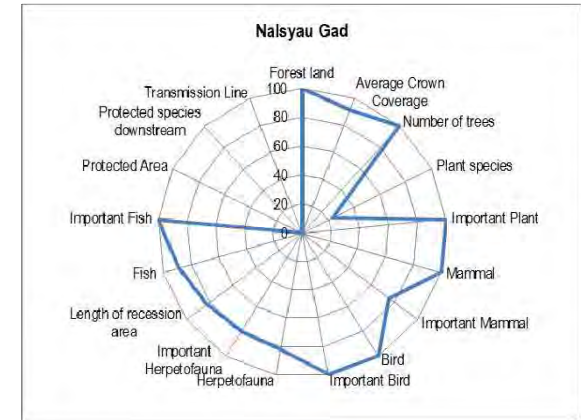 Nalsyau Gad
Forest land
Average Crown
Coverage
Number of trees
Plant species
Important Plant
Mammal
Important Mammal
Bird
Important Bird
Herpetofauna
Important
Herpetofauna
Length of recession
area
Fish
Important Fish
Protected Area
Protected species
downstream
Transmission Line
100
80
60
40
20
0